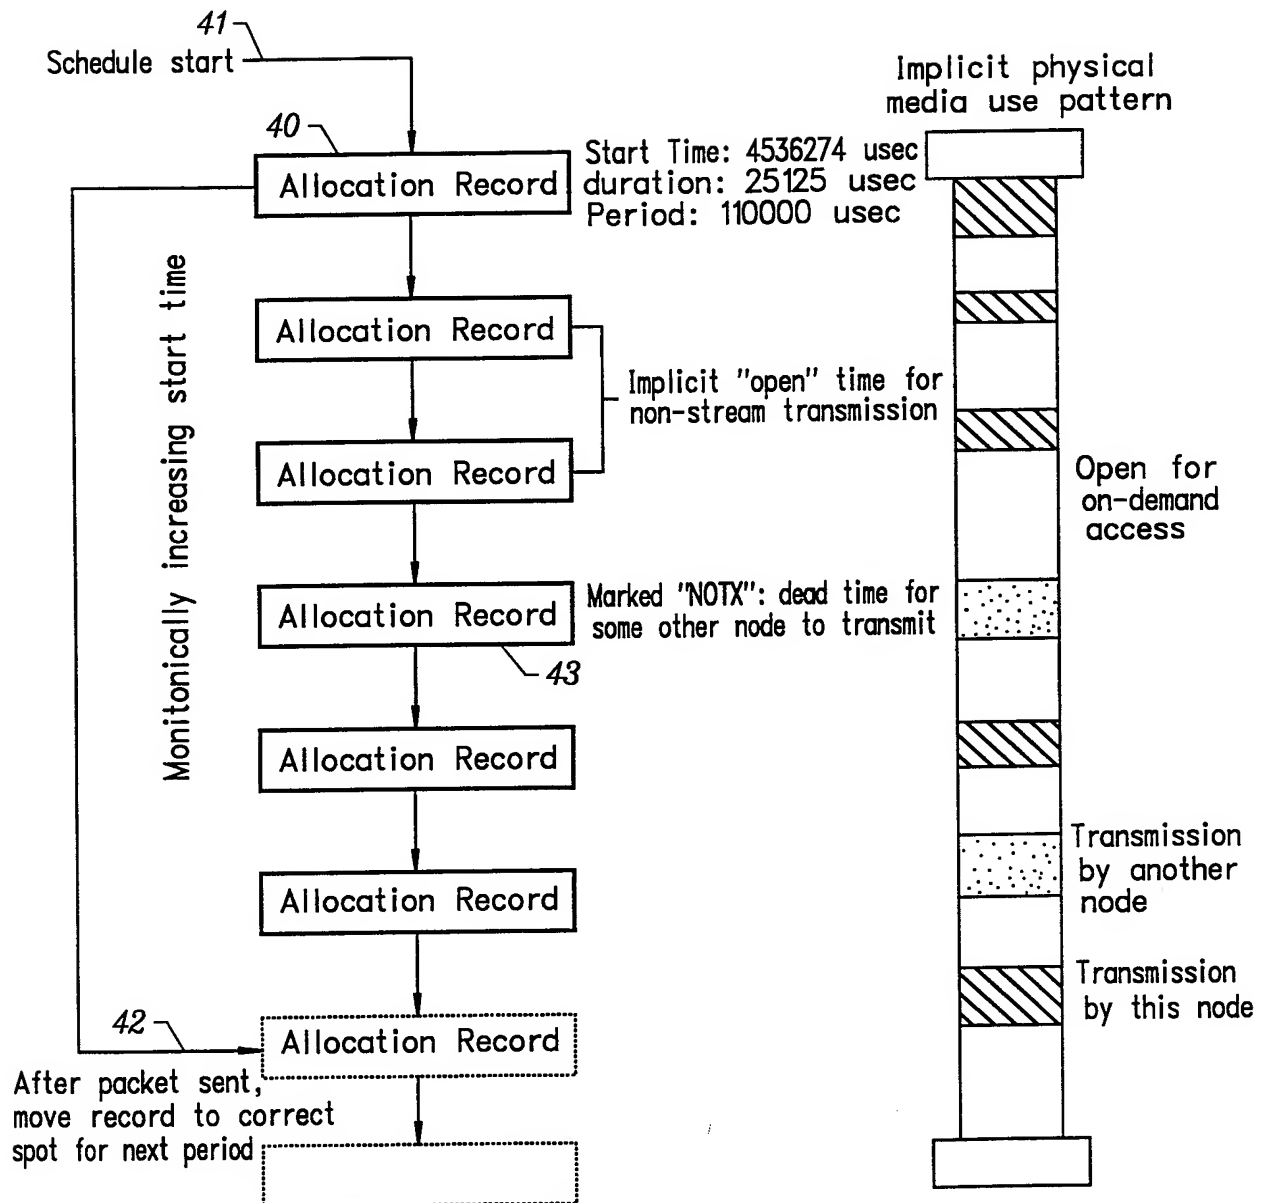 41
Schedule start
Implicit physical
media use pattern
40
Allocation Record
Start Time: 4536274 usec
duration: 25125 usec
Period: 110000 usec
Monitonically increasing start time
Allocation Record
Implicit "open" time for
non-stream transmission
Allocation Record
Open for
on-demand
access
Allocation Record
Marked "NOTX": dead time for
some other node to transmit
43
Allocation Record
Transmission
by another
node
Allocation Record
Transmission
by this node
42
Allocation Record
After packet sent,
move record to correct
spot for next period